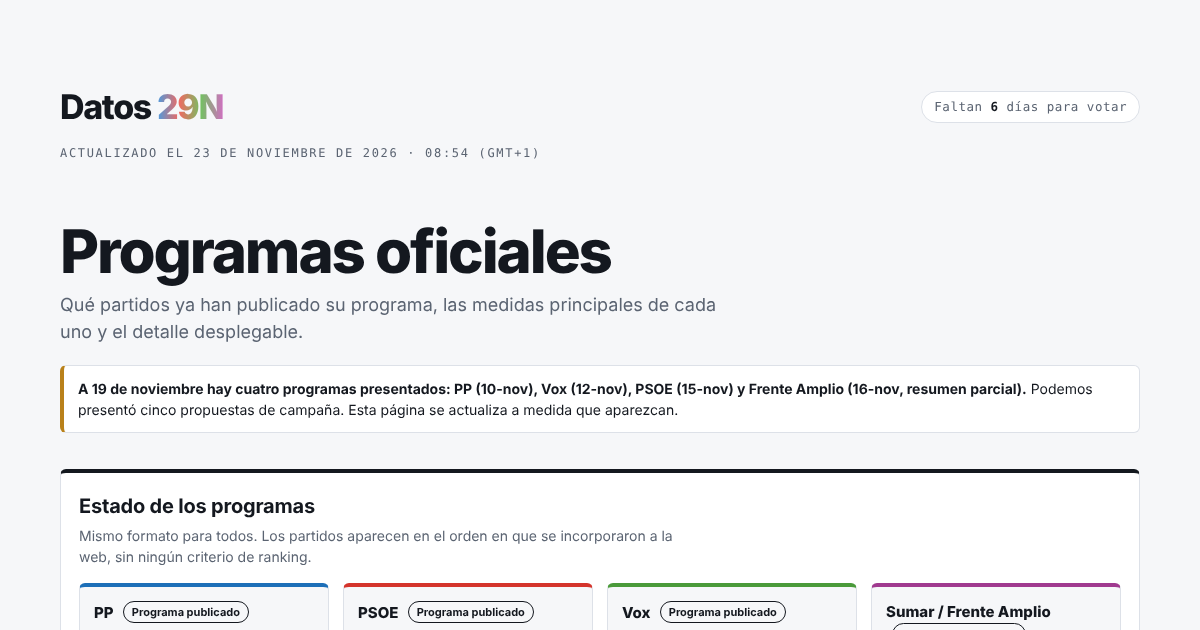 Datos 29N
Faltan 6 días para votar
ACTUALIZADO EL 23 DE NOVIEMBRE DE 2026 · 08:54 (GMT+1)
Programas oficiales
Qué partidos ya han publicado su programa, las medidas principales de cada
uno y el detalle desplegable.
A 19 de noviembre hay cuatro programas presentados: PP (10-nov), Vox (12-nov), PSOE (15-nov) y Frente Amplio (16-nov, resumen parcial). Podemos
presentó cinco propuestas de campaña. Esta página se actualiza a medida que aparezcan.
Estado de los programas
Mismo formato para todos. Los partidos aparecen en el orden en que se incorporaron a la
web, sin ningún criterio de ranking.
PP Programa publicado
PSOE Programa publicado
Vox Programa publicado
Sumar / Frente Amplio